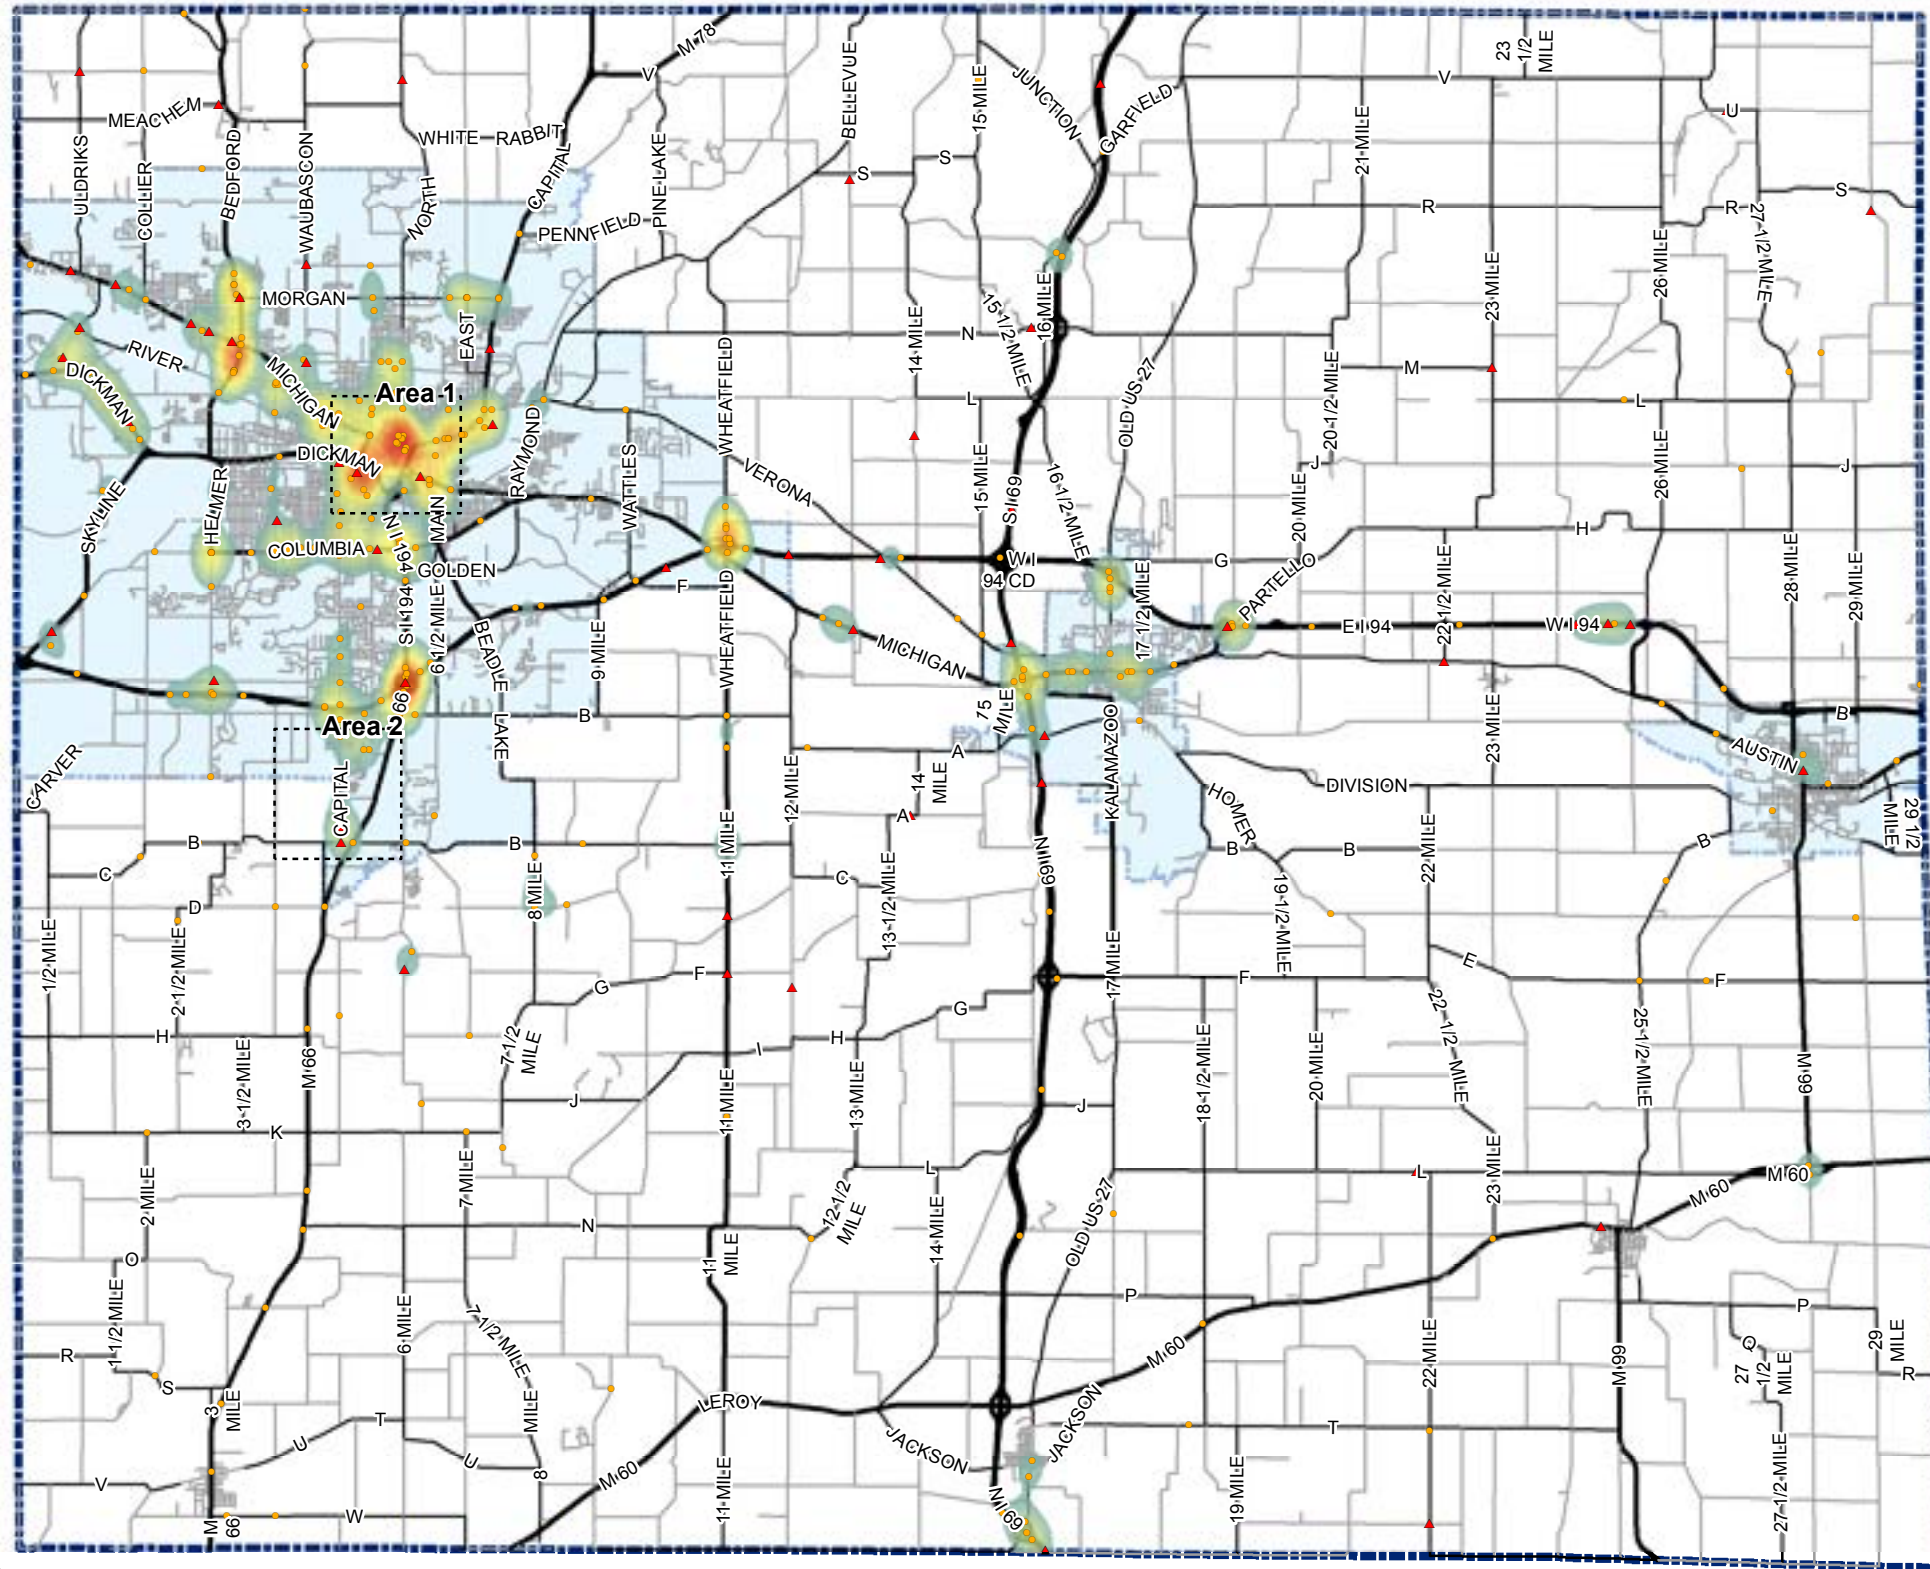 M 78
V
BELLEVUE
15 MILE
JUNCTION
GARFIELD
V
23
1/2
MILE
MEACHEM
ULDRIKS
COLLIER
BEDFORD
WAUBASCON
NORTH
WHITE RABBIT
CAPITAL
PENNFIELD
PINE LAKE
S
S
21 MILE
R
U
R
S
27 1/2 MILE
26 MILE
23 MILE
MORGAN
EAST
RIVER
DICKMAN
MICHIGAN
Area 1
DICKMAN
WHEATFIELD
14 MILE
15 1/2 MILE
16 MILE
N
L
OLD US 27
20 1/2 MILE
M
L
J
J
26 MILE
VERONA
RAYMOND
WATTLES
SKYLINE
HELMER
COLUMBIA
N I 194
MAIN
GOLDEN
S I 194
6 1/2 MILE
BEADLE
LAKE
F
9 MILE
WHEATFIELD
15 MILE
S I 69
16 1/2 MILE
W I
94 CD
G
20 MILE
H
PARTELLO
17 1/2 MILE
E I 94
22 1/2 MILE
W I 94
28 MILE
29 MILE
MICHIGAN
66
Area 2
CARVER
CAPITAL
B
15
MILE
KALAMAZOO
A
14
MILE
A
12 MILE
23 MILE
B
AUSTIN
DIVISION
HOMER
29 1/2
MILE
B
C
D
B
8 MILE
11 MILE
C
13 1/2 MILE
N I 69
B
B
22 MILE
B
19 1/2 MILE
1/2 MILE
2 1/2 MILE
G
F
17 MILE
F
E
F
H
3 1/2 MILE
M 66
7 1/2
MILE
I
H
G
22 1/2 MILE
25 1/2 MILE
M 99
J
K
11 MILE
13 MILE
J
18 1/2 MILE
20 MILE
2 MILE
7 MILE
L
12 1/2
MILE
14 MILE
L
23 MILE
M 60
M 60
O
N
11
MILE
OLD US 27
1 1/2 MILE
6 MILE
7 1/2 MILE
P
P
R
S
3
MILE
MILE
LEROY
M 60
22 MILE
M 99
Q
27
1/2
MILE
29
MILE
R
T
U
U
8
V
M 60
JACKSON
JACKSON
T
11 MILE
N I 69
19 MILE
27 1/2 MILE
M
66
W